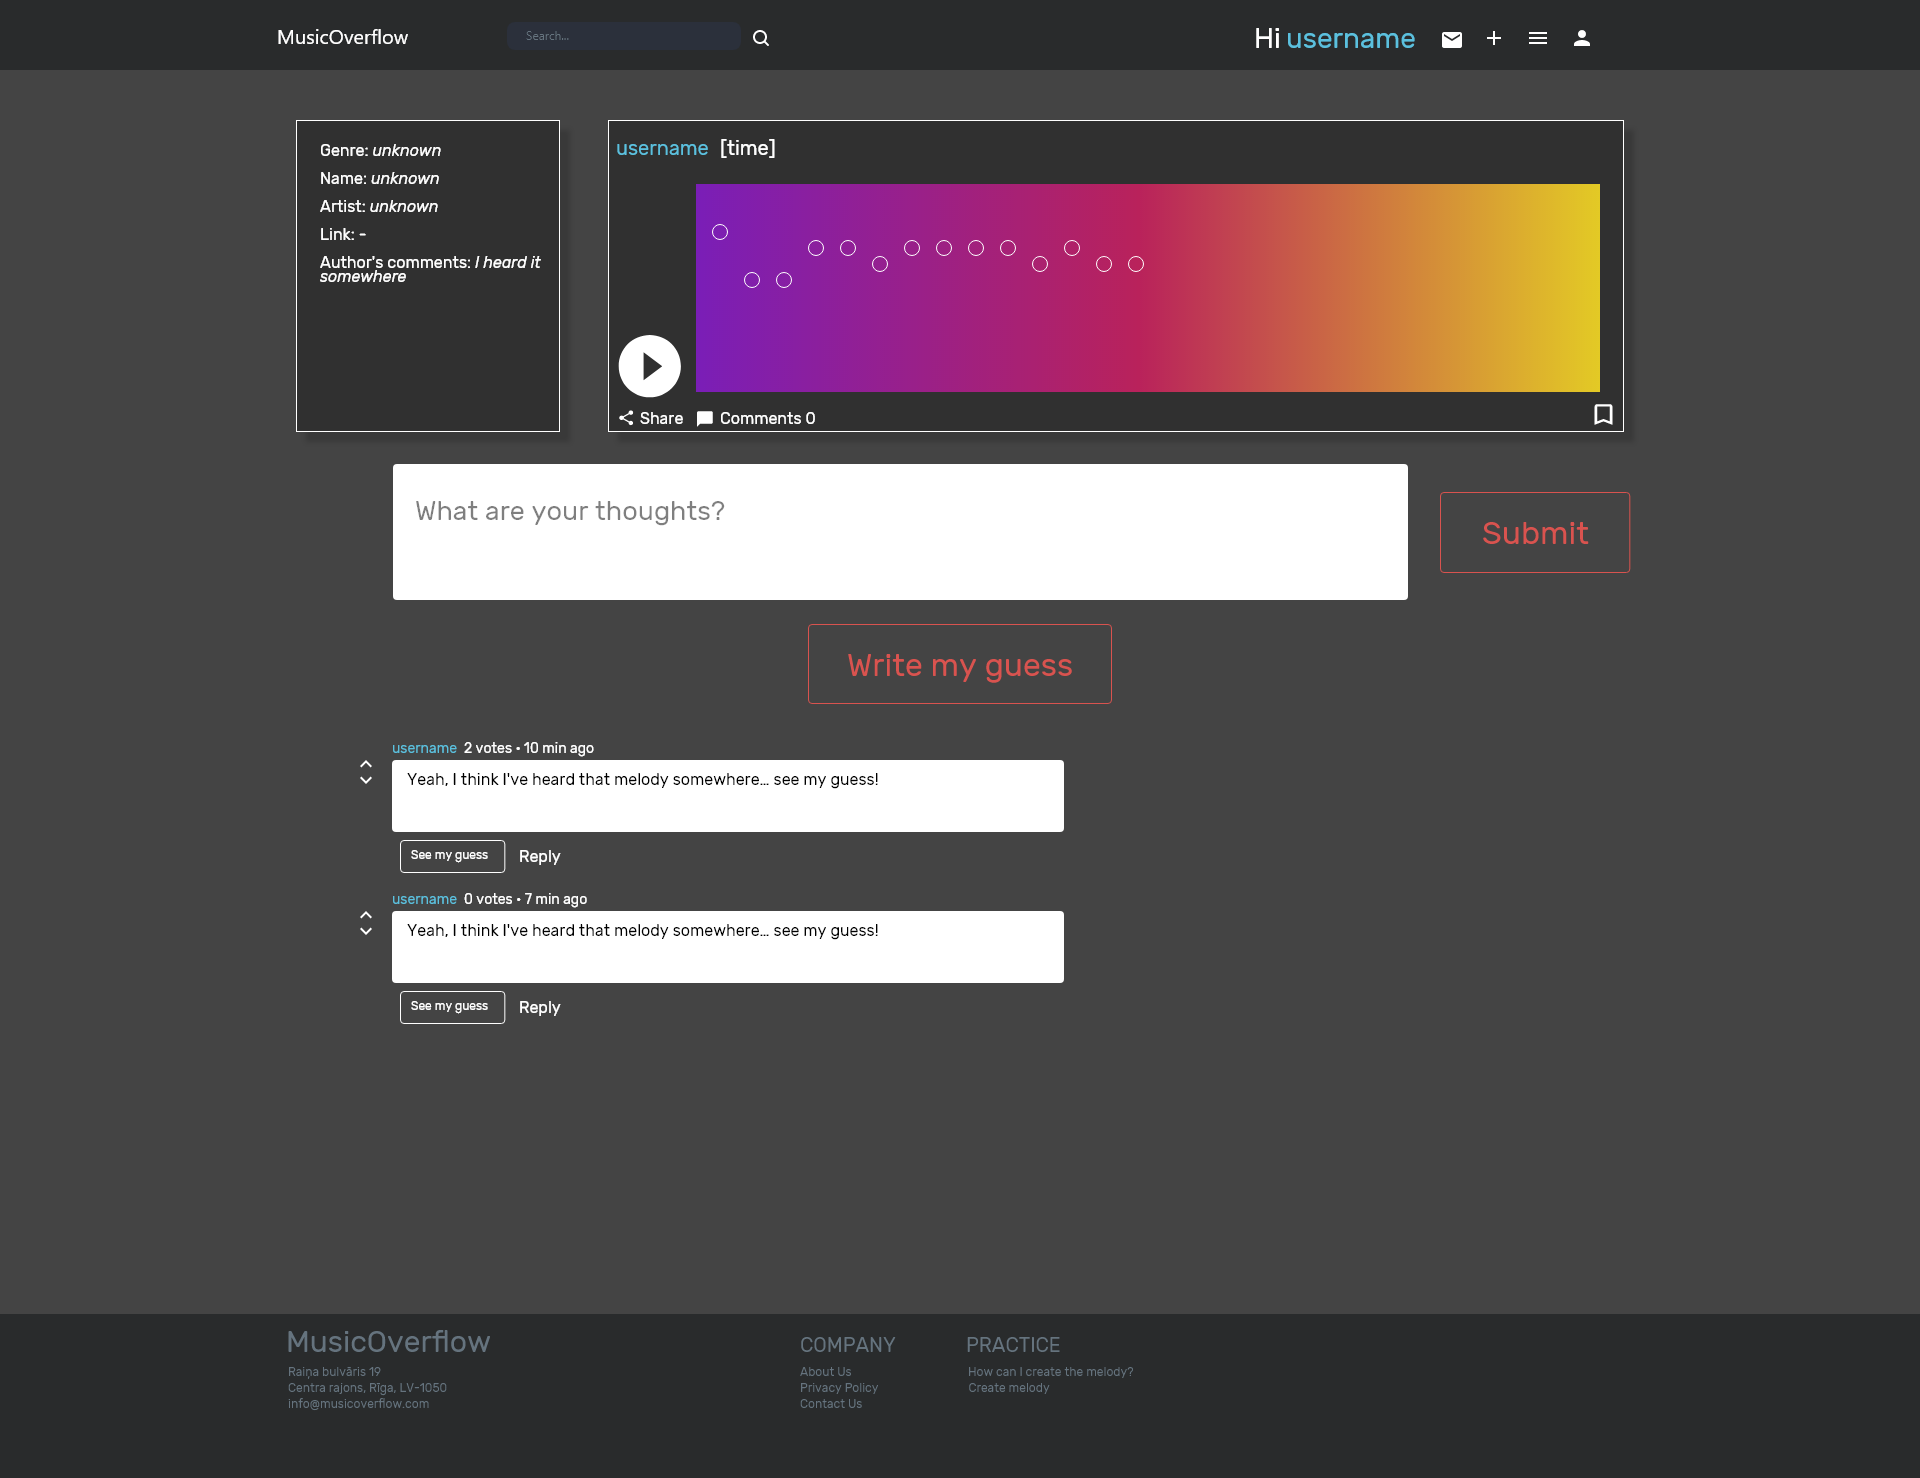 MusicOverflow
Search...
Hi username
Genre: unknown
Name: unknown
Artist: unknown
Link: -
Author's comments: I heard it
somewhere
username [time]
Share Comments 0
What are your thoughts?
Submit
Write my guess
username 2 votes • 10 min ago
Yeah, I think I've heard that melody somewhere... see my guess!
See my guess Reply
username 0 votes • 7 min ago
Yeah, I think I've heard that melody somewhere... see my guess!
See my guess Reply
MusicOverflow
Raiņa bulvāris 19
Centra rajons, Rīga, LV-1050
info@musicoverflow.com
COMPANY
About Us
Privacy Policy
Contact Us
PRACTICE
How can I create the melody?
Create melody